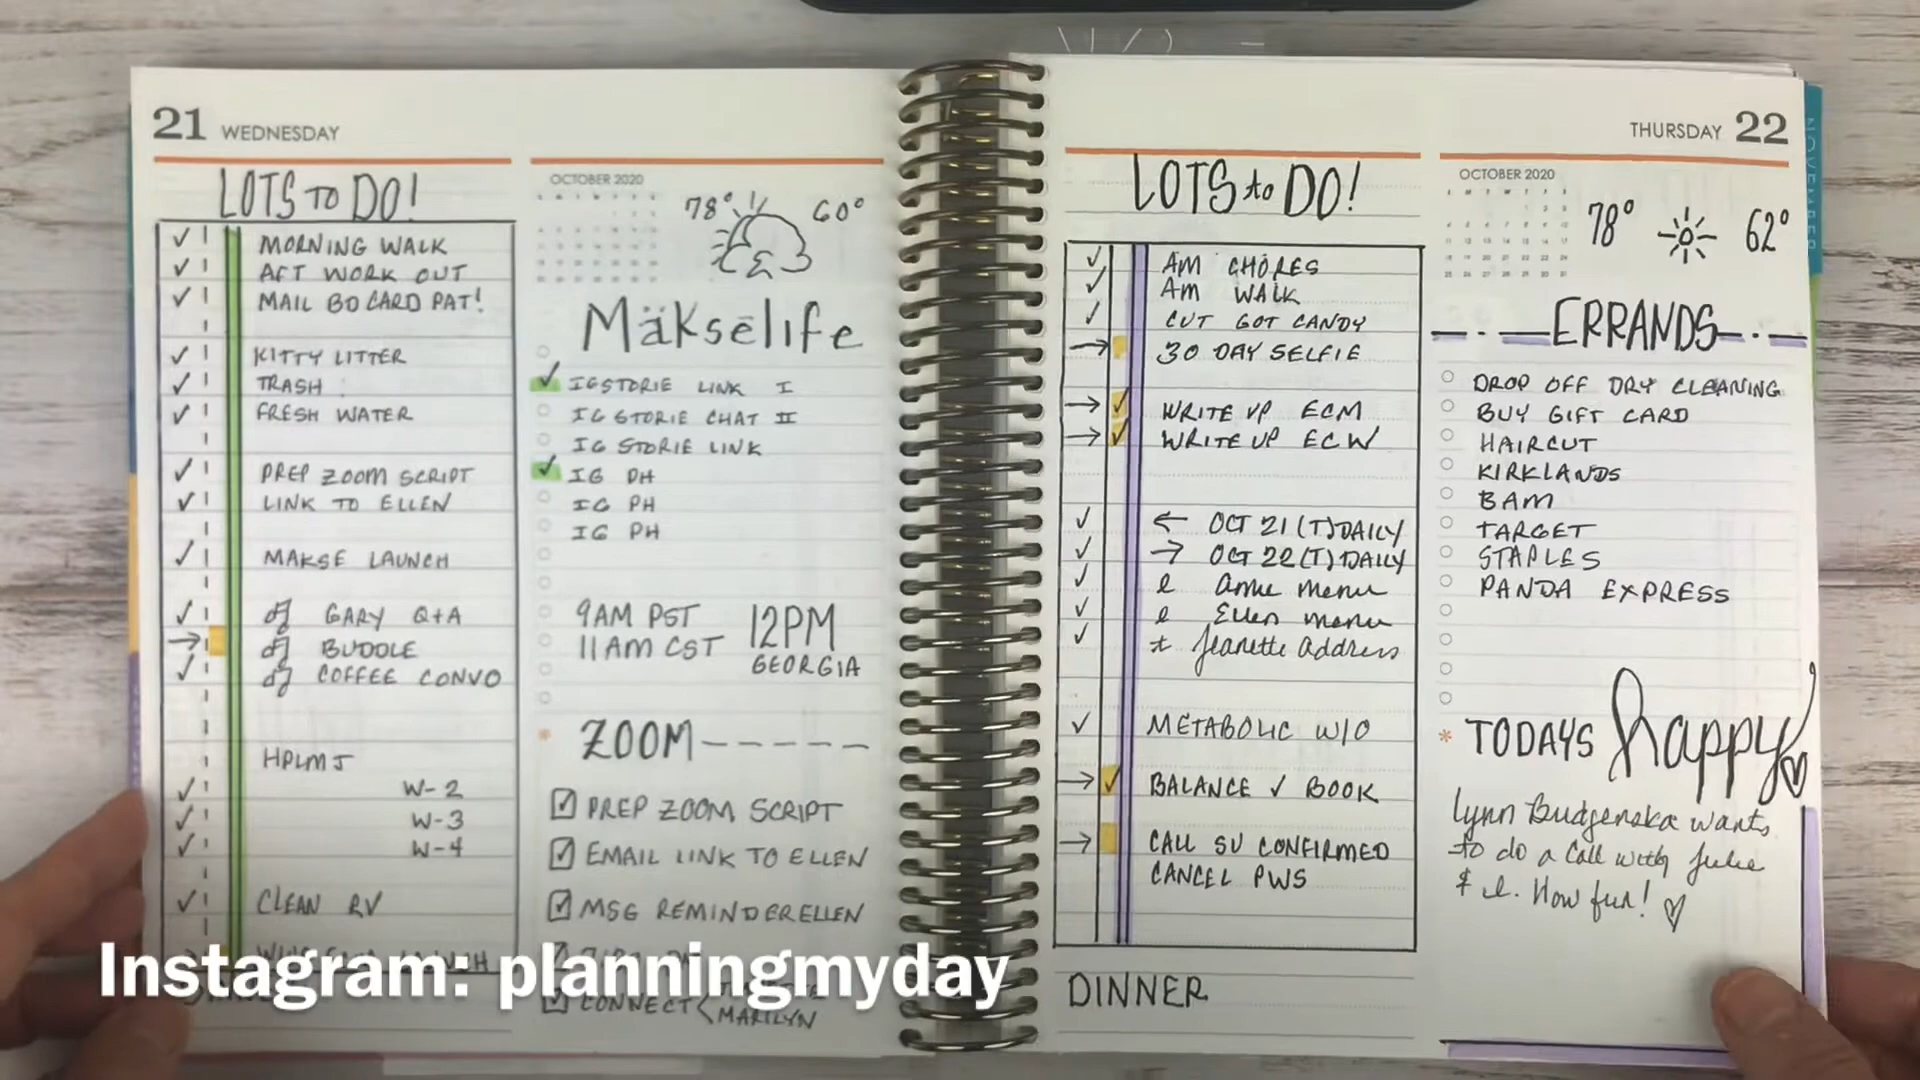 21 WEDNESDAY
LOTS TO DO!
MORNING WALK
AFT WORK OUT
MAIL BO CARD PAT!
KITTY LITTER
TRASH
FRESH WATER
PREP ZOOM SCRIPT
LINK TO ELLEN
MAKSE LAUNCH
GARY Q+A
BUDDLE
COFFEE CONVO
HPLMJ
W-2
W-3
W-4
CLEAN RV
OCTOBER 2020
78° 60°
Mäksēlife
IG STORIE LINK I
IG STORIE CHAT II
IG STORIE LINK
IG DH
IG PH
IG PH
9AM PST 12PM
11AM CST GEORGIA
ZOOM-----
PREP ZOOM SCRIPT
EMAIL LINK TO ELLEN
MSG REMINDER ELLEN
CONNECT <
MARILYN
THURSDAY 22
LOTS to DO!
AM CHORES
AM WALK
CUT GOT CANDY
→ 30 DAY SELFIE
→ WRITE UP ECM
→ WRITE UP ECW
← OCT 21 (T) DAILY
→ OCT 22 (T) DAILY
e Amie menu
e Ellen menu
t Jeanette Address
METABOLIC W/O
→ BALANCE ✓ BOOK
→ CALL SU CONFIRMED
CANCEL PWS
DINNER
OCTOBER 2020
78° 62°
ERRANDS
DROP OFF DRY CLEANING
BUY GIFT CARD
HAIRCUT
KIRKLANDS
BAM
TARGET
STAPLES
PANDA EXPRESS
* TODAYS happy
Lynn Budgenska wants
to do a call with Julie
& I. How fun! ♡
NOVEMBER
Instagram: planningmyday